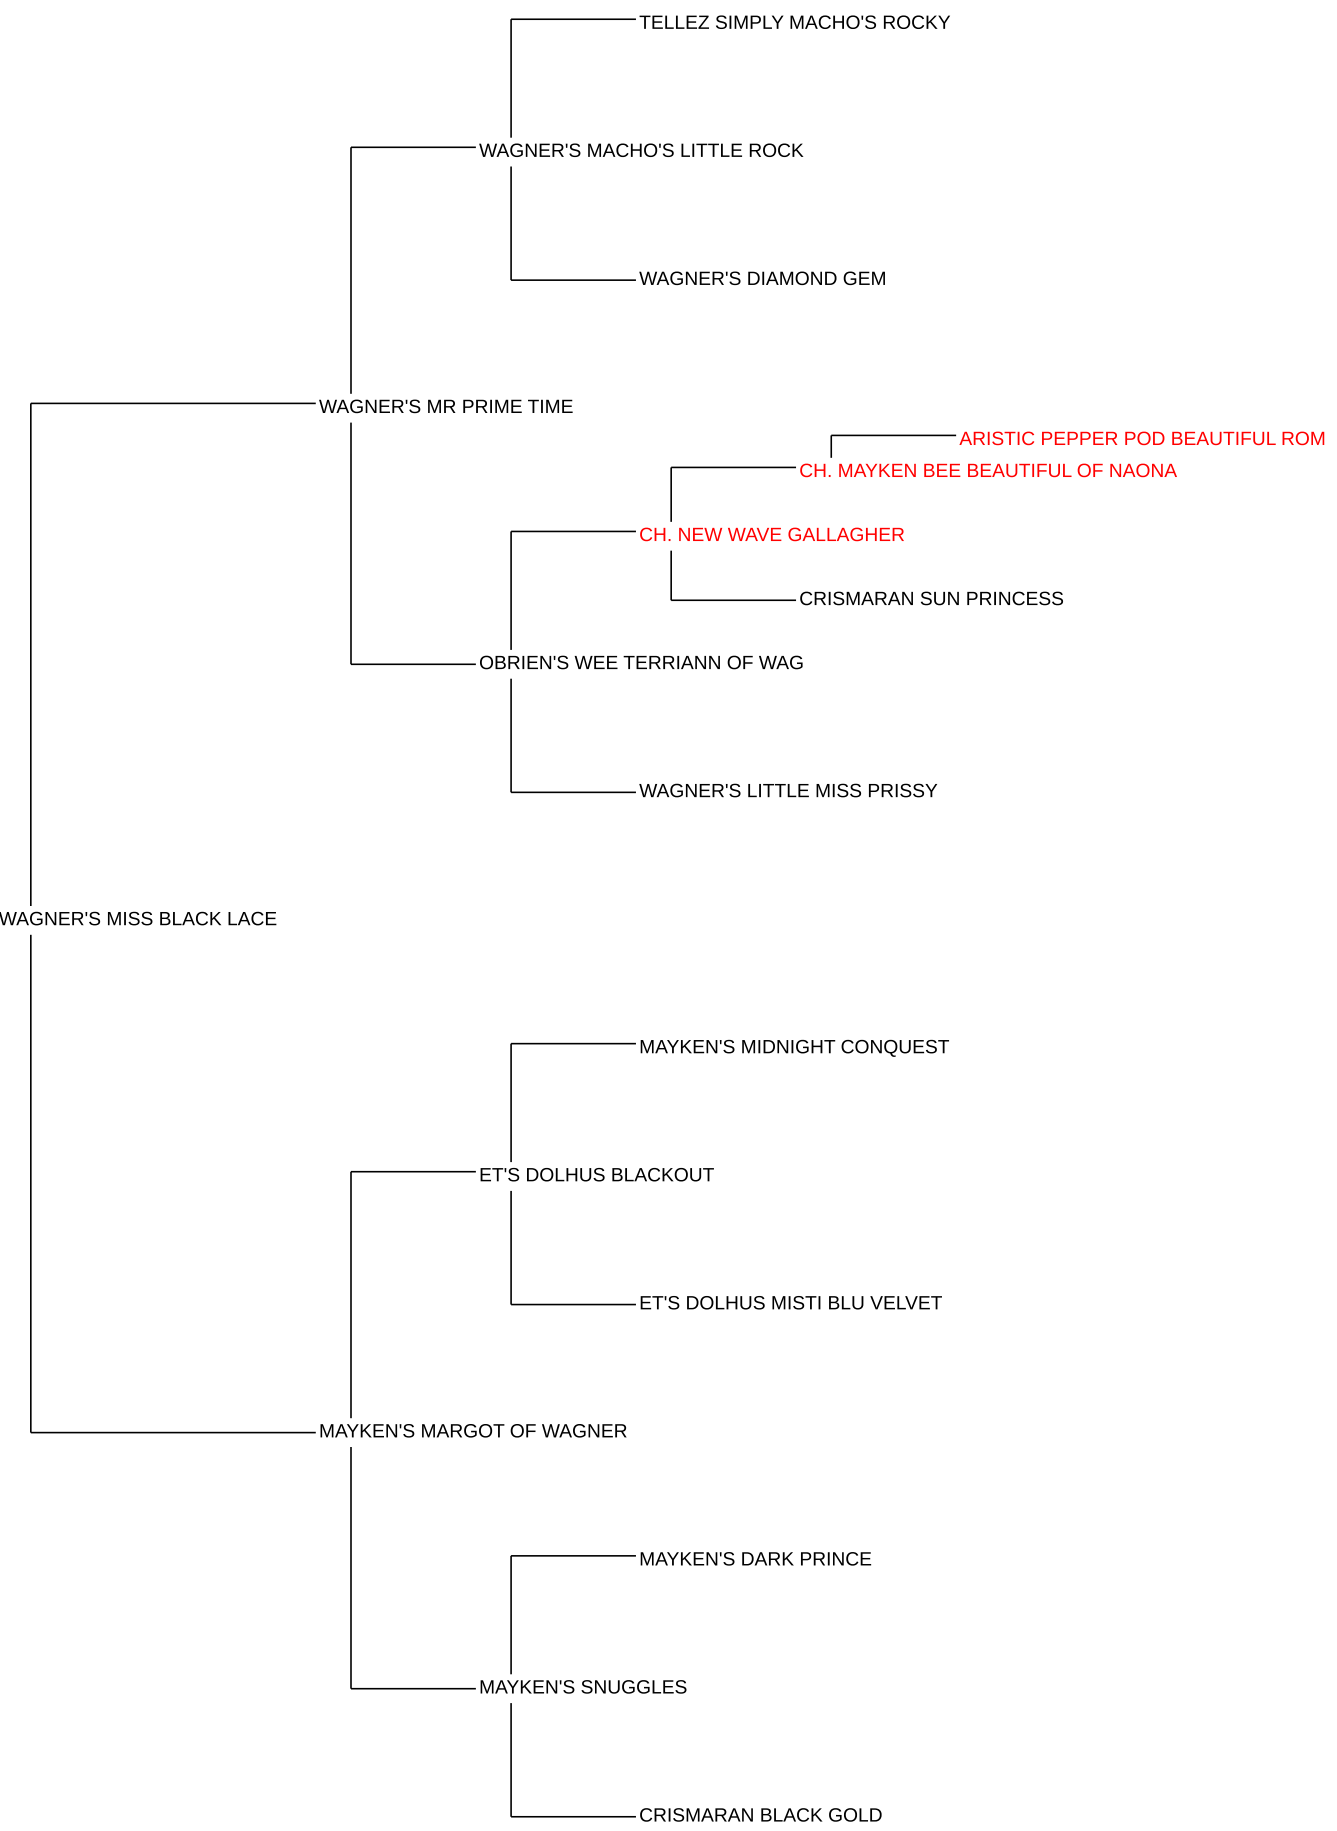 TELLEZ SIMPLY MACHO'S ROCKY
WAGNER'S MACHO'S LITTLE ROCK
WAGNER'S DIAMOND GEM
WAGNER'S MR PRIME TIME
ARISTIC PEPPER POD BEAUTIFUL ROM
CH. MAYKEN BEE BEAUTIFUL OF NAONA
CH. NEW WAVE GALLAGHER
CRISMARAN SUN PRINCESS
OBRIEN'S WEE TERRIANN OF WAG
WAGNER'S LITTLE MISS PRISSY
WAGNER'S MISS BLACK LACE
MAYKEN'S MIDNIGHT CONQUEST
ET'S DOLHUS BLACKOUT
ET'S DOLHUS MISTI BLU VELVET
MAYKEN'S MARGOT OF WAGNER
MAYKEN'S DARK PRINCE
MAYKEN'S SNUGGLES
CRISMARAN BLACK GOLD